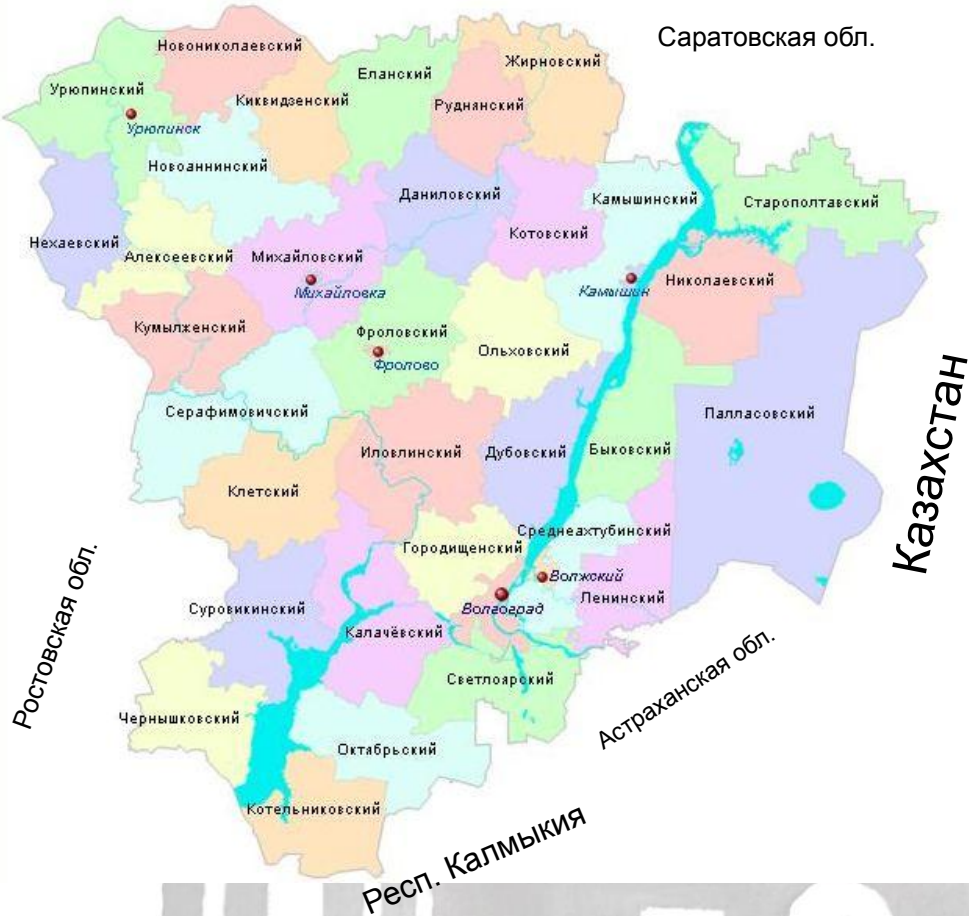 Саратовская обл.
Новониколаевский
Жирновский
Еланский
Урюпинский
Киквидзенский
Руднянский
Урюпинск
Новоаннинский
Даниловский
Камышинский
Старополтавский
Котовский
Нехаевский
Алексеевский
Михайловский
Николаевский
Михайловка
Камышин
Кумылженский
Фроловский
Ольховский
Фролово
Серафимовичский
Палласовский
Казахстан
Иловлинский
Дубовский
Быковский
Клетский
Среднеахтубинский
Городищенский
Волжский
Ленинский
Волгоград
Суровикинский
Калачёвский
Ростовская обл.
Светлоярский
Астраханская обл.
Чернышковский
Октябрьский
Котельниковский
Респ. Калмыкия